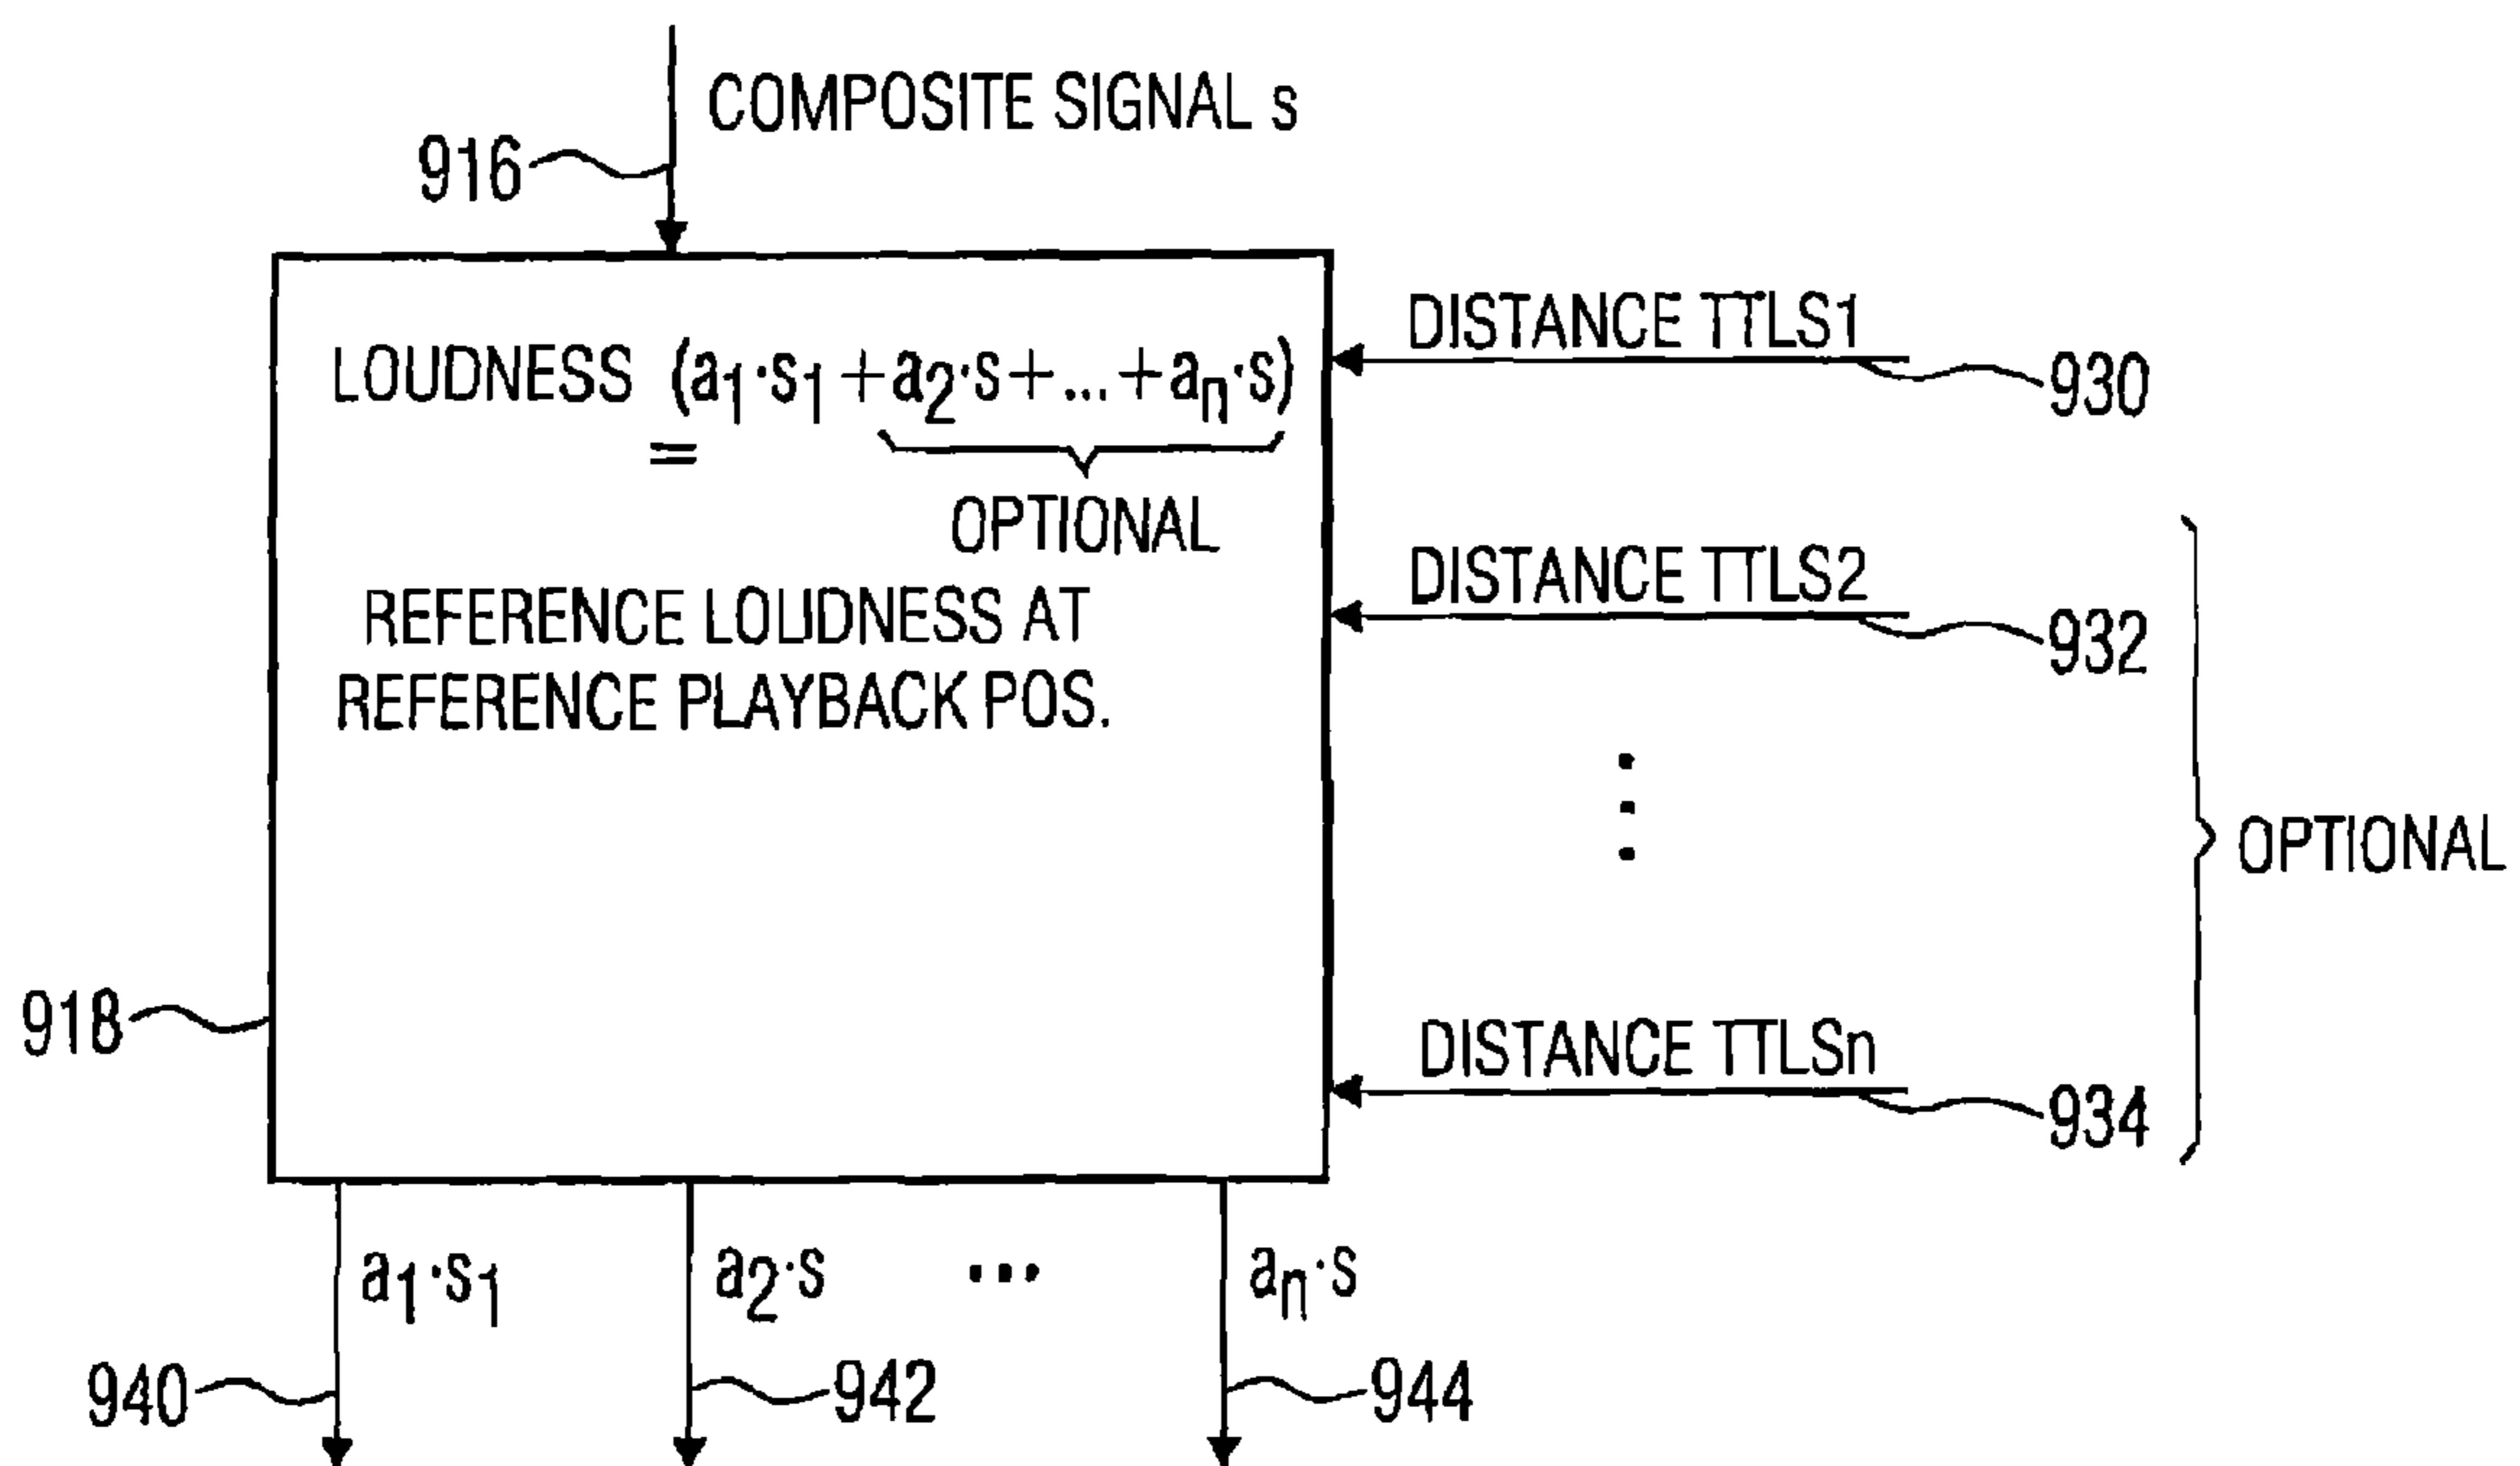 COMPOSITE SIGNAL s
916
LOUDNESS (a₁·s₁+a₂·s+...+aₙ·s)
=
OPTIONAL
REFERENCE LOUDNESS AT
REFERENCE PLAYBACK POS.
DISTANCE TTLS1
930
DISTANCE TTLS2
932
OPTIONAL
DISTANCE TTLSn
934
918
a₁·s₁
a₂·s
...
aₙ·s
940
942
944